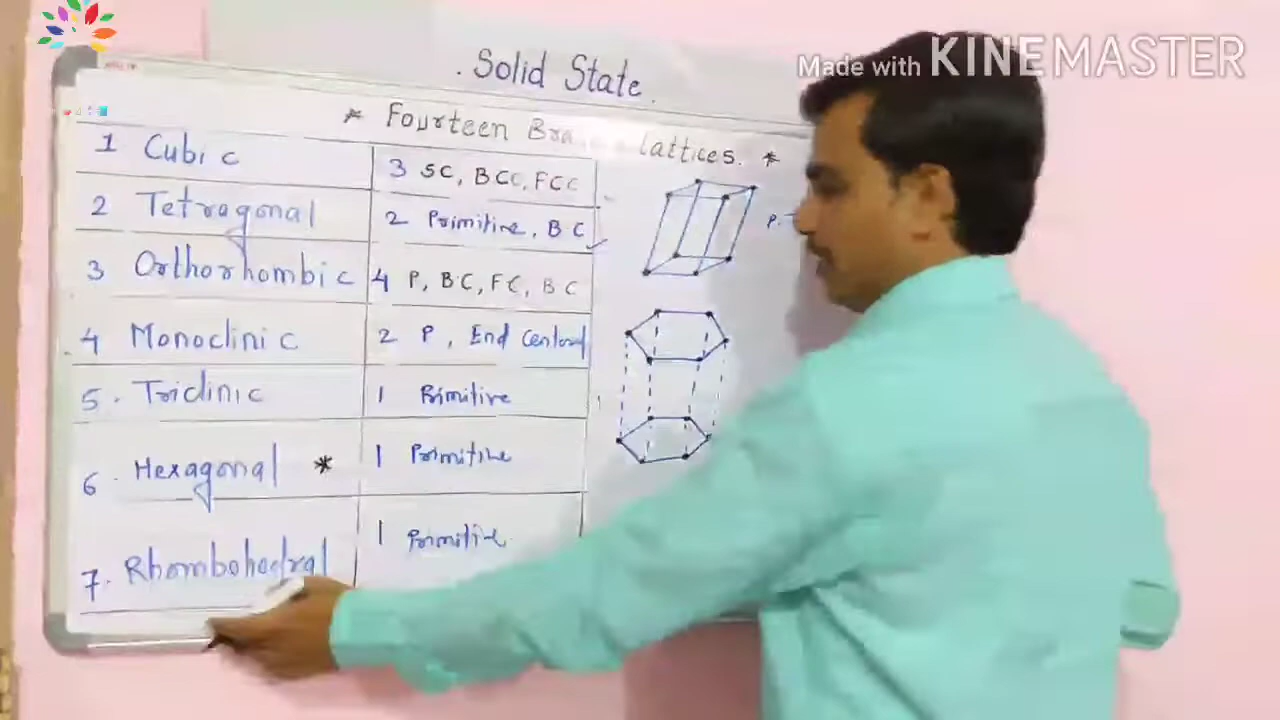 Made with KINEMASTER
Solid State
* Fourteen lattices. *
1 Cubic 3 SC, BCC, FCC
2 Tetragonal 2 Primitive, BC
3 Orthorhombic 4 P, BC, FC, BC
4 Monoclinic 2 P, End Centered
5. Triclinic 1 Primitive
6. Hexagonal * 1 Primitive
7. Rhombohedral 1 Primitive